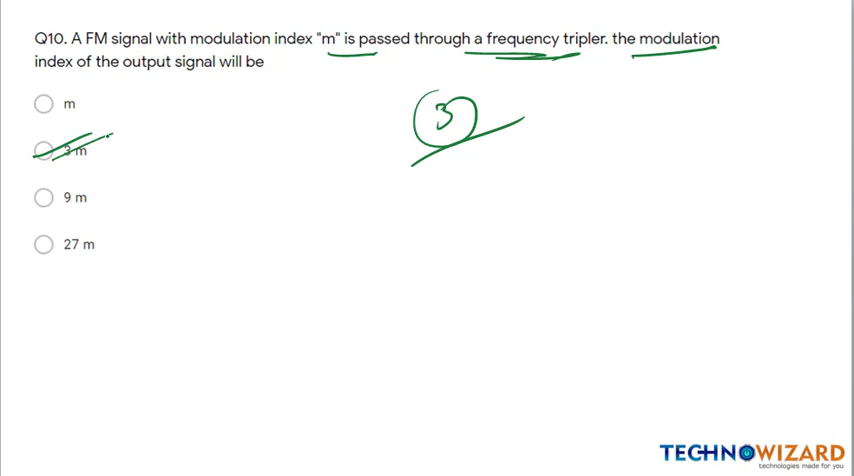 Q10. A FM signal with modulation index "m" is passed through a frequency tripler. the modulation
index of the output signal will be
m
3
3 m
9 m
27 m
TECHNOWIZARD
technologies made for you